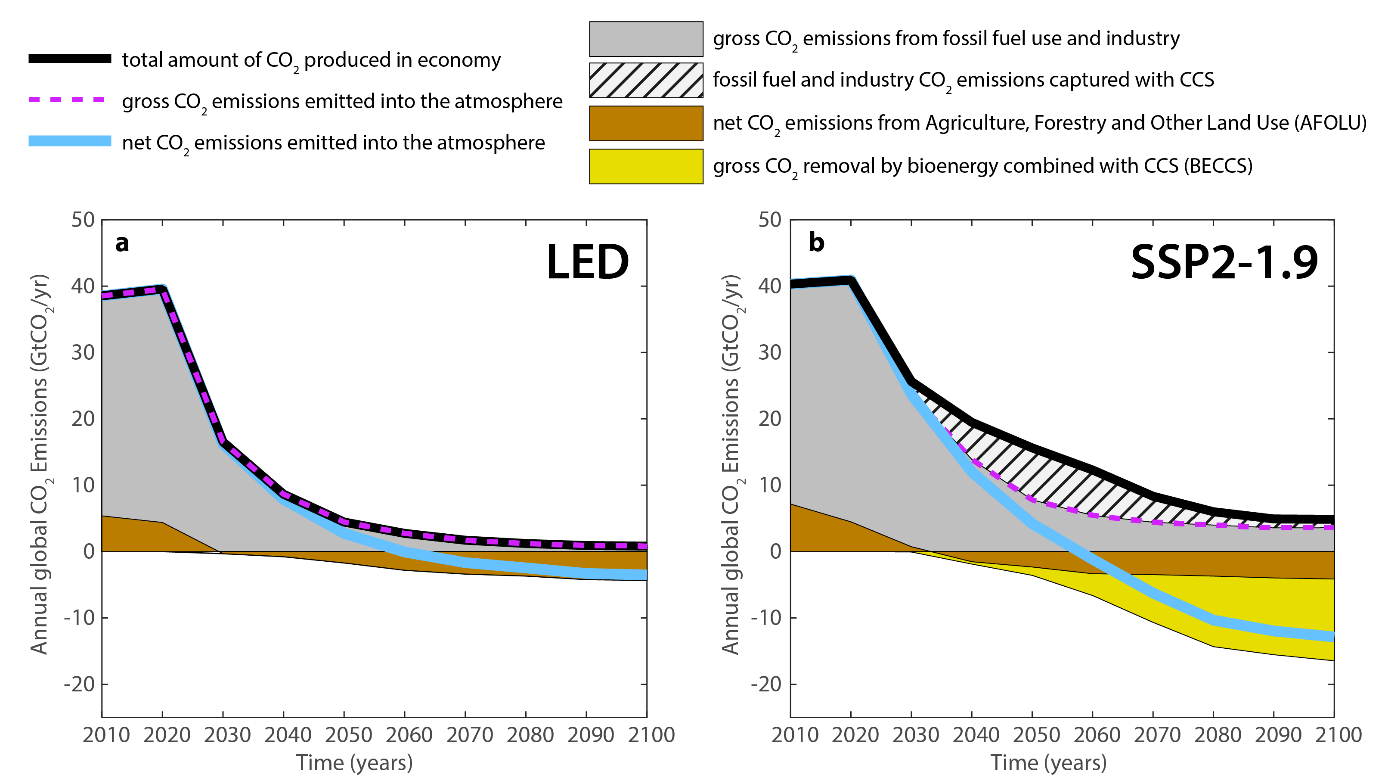 total amount of CO₂ produced in economy
gross CO₂ emissions emitted into the atmosphere
net CO₂ emissions emitted into the atmosphere
gross CO₂ emissions from fossil fuel use and industry
fossil fuel and industry CO₂ emissions captured with CCS
net CO₂ emissions from Agriculture, Forestry and Other Land Use (AFOLU)
gross CO₂ removal by bioenergy combined with CCS (BECCS)
a
LED
Annual global CO₂ Emissions (GtCO₂/yr)
50
40
30
20
10
0
-10
-20
2010 2020 2030 2040 2050 2060 2070 2080 2090 2100
Time (years)
b
SSP2-1.9
Annual global CO₂ Emissions (GtCO₂/yr)
50
40
30
20
10
0
-10
-20
2010 2020 2030 2040 2050 2060 2070 2080 2090 2100
Time (years)